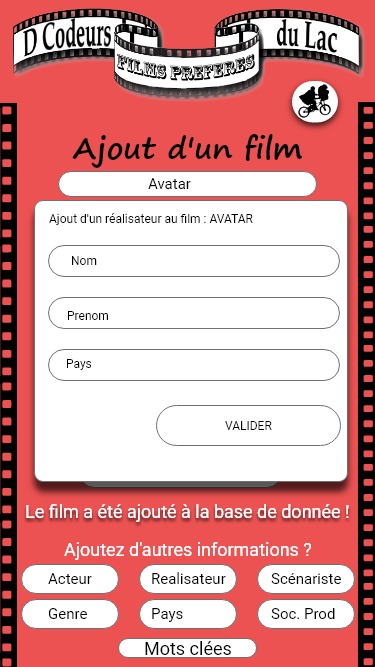 D Codeurs du Lac
FILMS PREFERES
Ajout d'un film
Avatar
Ajout d'un réalisateur au film : AVATAR
Nom
Prenom
Pays
VALIDER
Le film a été ajouté à la base de donnée !
Ajoutez d'autres informations ?
Acteur Realisateur Scénariste
Genre Pays Soc. Prod
Mots clées